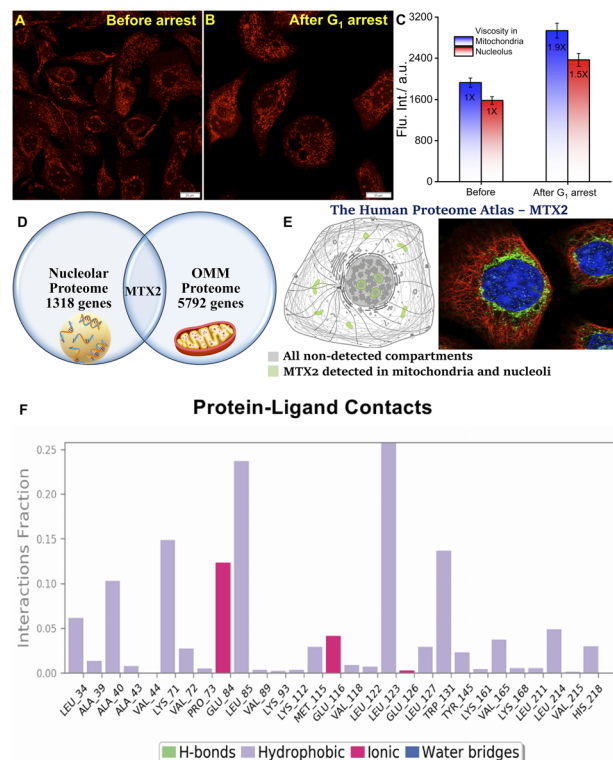 A
Before arrest
B
After G₁ arrest
C
Flu. Int./ a.u.
3200
2400
1600
800
0
Viscosity in
Mitochondria
Nucleolus
1X
1X
1.9X
1.5X
Before
After G₁ arrest
D
Nucleolar
Proteome
1318 genes
MTX2
OMM
Proteome
5792 genes
E
The Human Proteome Atlas – MTX2
All non-detected compartments
MTX2 detected in mitochondria and nucleoli
F
Protein-Ligand Contacts
Interactions Fraction
0.25
0.20
0.15
0.10
0.05
0.00
LEU_34
ALA_39
ALA_40
ALA_43
VAL_44
LYS_71
VAL_72
PRO_73
GLU_84
LEU_85
VAL_89
LYS_93
LYS_112
MET_115
GLU_116
VAL_118
LEU_122
LEU_123
GLU_126
LEU_127
TRP_131
TYR_145
LYS_161
VAL_165
LYS_168
LEU_211
LEU_214
VAL_215
HIS_218
H-bonds
Hydrophobic
Ionic
Water bridges